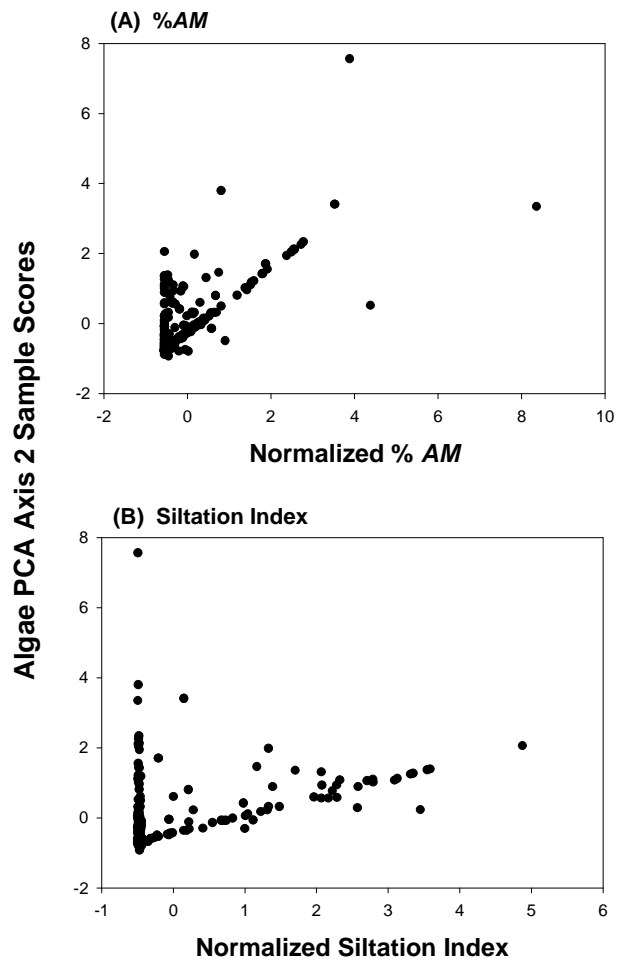 (A) %AM
8
6
4
2
0
-2
-2 0 2 4 6 8 10
Normalized % AM
Algae PCA Axis 2 Sample Scores
(B) Siltation Index
8
6
4
2
0
-2
-1 0 1 2 3 4 5 6
Normalized Siltation Index